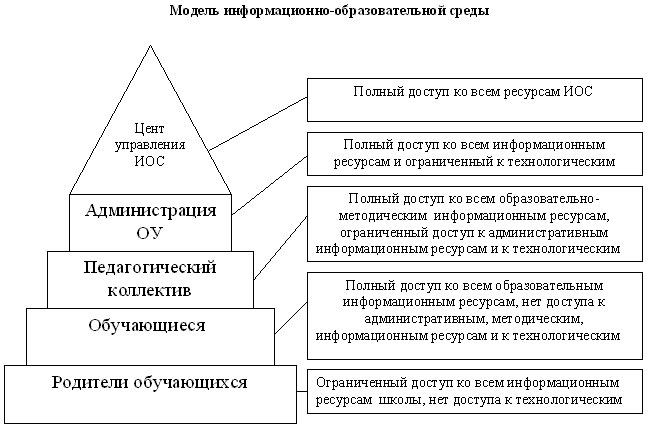 Модель информационно-образовательной среды
Цент
управления
ИОС
Полный доступ ко всем ресурсам ИОС
Администрация
ОУ
Полный доступ ко всем информационным
ресурсам и ограниченный к технологическим
Педагогический
коллектив
Полный доступ ко всем образовательно-
методическим информационным ресурсам,
ограниченный доступ к административным
информационным ресурсам и к технологическим
Обучающиеся
Полный доступ ко всем образовательным
информационным ресурсам, нет доступа к
административным, методическим,
информационным ресурсам и к технологическим
Родители обучающихся
Ограниченный доступ ко всем информационным
ресурсам школы, нет доступа к технологическим